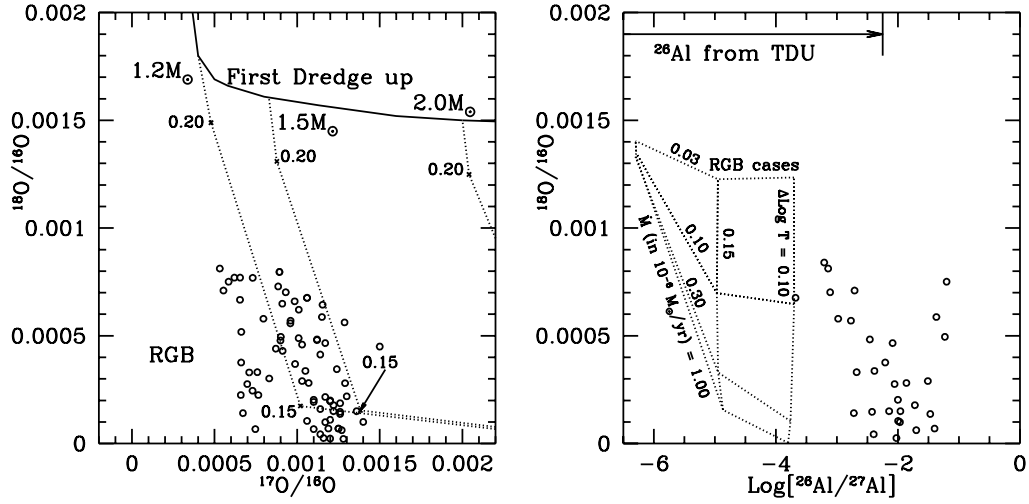 0.002
0.0015
0.001
0.0005
0
¹⁸O/¹⁶O
1.2M⊙
First Dredge up
2.0M⊙
0.20
1.5M⊙
0.20
0.20
RGB
0.15
0.15
0
0.0005
0.001
0.0015
0.002
¹⁷O/¹⁶O
0.002
0.0015
0.001
0.0005
0
¹⁸O/¹⁶O
²⁶Al from TDU
0.03
RGB cases
0.10
0.15
ΔLog T = 0.10
0.30
Ṁ (in 10⁻⁶ M⊙/yr) = 1.00
−6
−4
−2
0
Log[²⁶Al/²⁷Al]